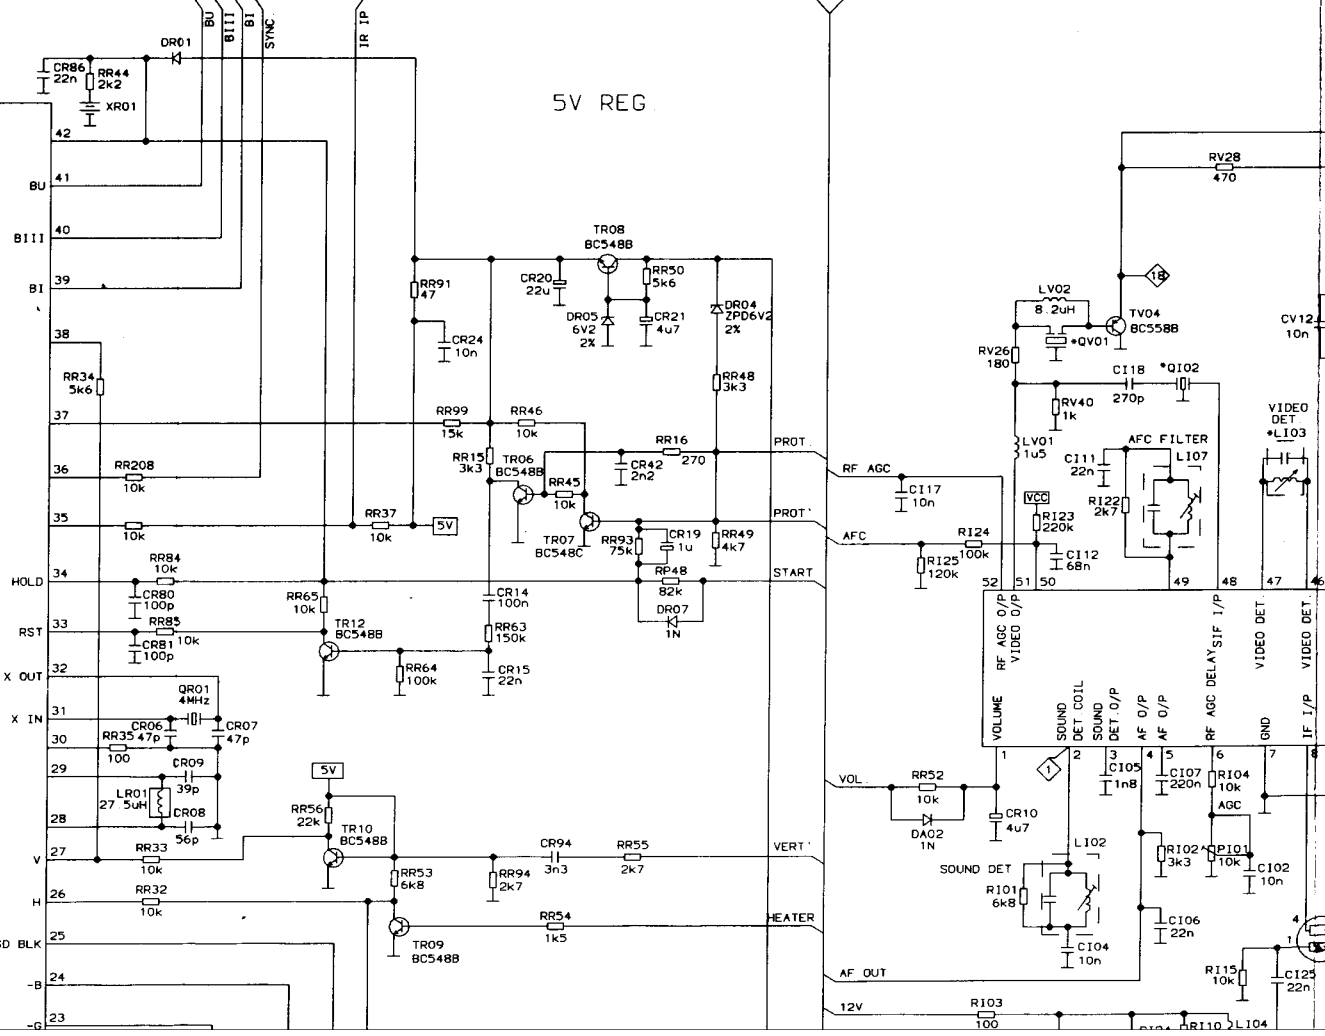 BU
BIII
BI
SYNC.
IR IP
DR01
CR86
22n
RR44
2k2
XR01
5V REG.
42
BU
41
BIII
40
BI
39
38
RR34
5k6
37
36
RR208
10k
35
10k
RR37
10k
5V
HOLD
34
RR84
10k
CR80
100p
RST
33
RR85
10k
CR81
100p
X OUT
32
X IN
31
QR01
4MHz
CR06
47p
CR07
47p
30
RR35
100
29
CR09
39p
LR01
27.5uH
CR08
56p
28
V
27
RR33
10k
H
26
RR32
10k
SD BLK
25
-B
24
-G
23
RR91
47
CR24
10n
TR08
BC548B
CR20
22u
RR50
5k6
DR05
6V2
2%
CR21
4u7
DR04
ZPD6V2
2%
RR48
3k3
RR99
15k
RR46
10k
RR15
3k3
TR06
BC548B
RR45
10k
CR42
2n2
RR16
270
PROT.
TR07
BC548C
RR93
75k
CR19
1u
RR49
4k7
PROT'
RP48
82k
START
DR07
1N
CR14
100n
RR65
10k
TR12
BC548B
RR63
150k
RR64
100k
CR15
22n
5V
RR56
22k
TR10
BC548B
RR53
6k8
RR94
2k7
CR94
3n3
RR55
2k7
VERT'
TR09
BC548B
RR54
1k5
HEATER
RV28
470
18
LV02
8.2uH
TV04
BC558B
*QV01
RV26
180
CV12
10n
CI18
270p
*QI02
RV40
1k
LV01
1u5
VIDEO
DET.
*LI03
AFC FILTER
LI07
CI11
22n
RI22
2k7
RF AGC
CI17
10n
VCC
RI23
220k
AFC
RI24
100k
RI25
120k
CI12
68n
52
51
50
49
48
47
46
RF AGC O/P
VIDEO O/P
SIF I/P
VIDEO DET.
VIDEO DET.
VOLUME
SOUND
DET COIL
SOUND
DET.O/P
AF O/P
AF O/P
RF AGC DELAY
GND
IF I/P
1
2
3
4
5
6
7
8
1
VOL.
RR52
10k
DA02
1N
CR10
4u7
CI05
1n8
CI07
220n
RI04
10k
AGC
RI02
3k3
PI01
10k
CI02
10n
SOUND DET
LI02
RI01
6k8
CI04
10n
CI06
22n
4
1
RI15
10k
CI25
22n
AF OUT
12V
RI03
100
RI10
LI04